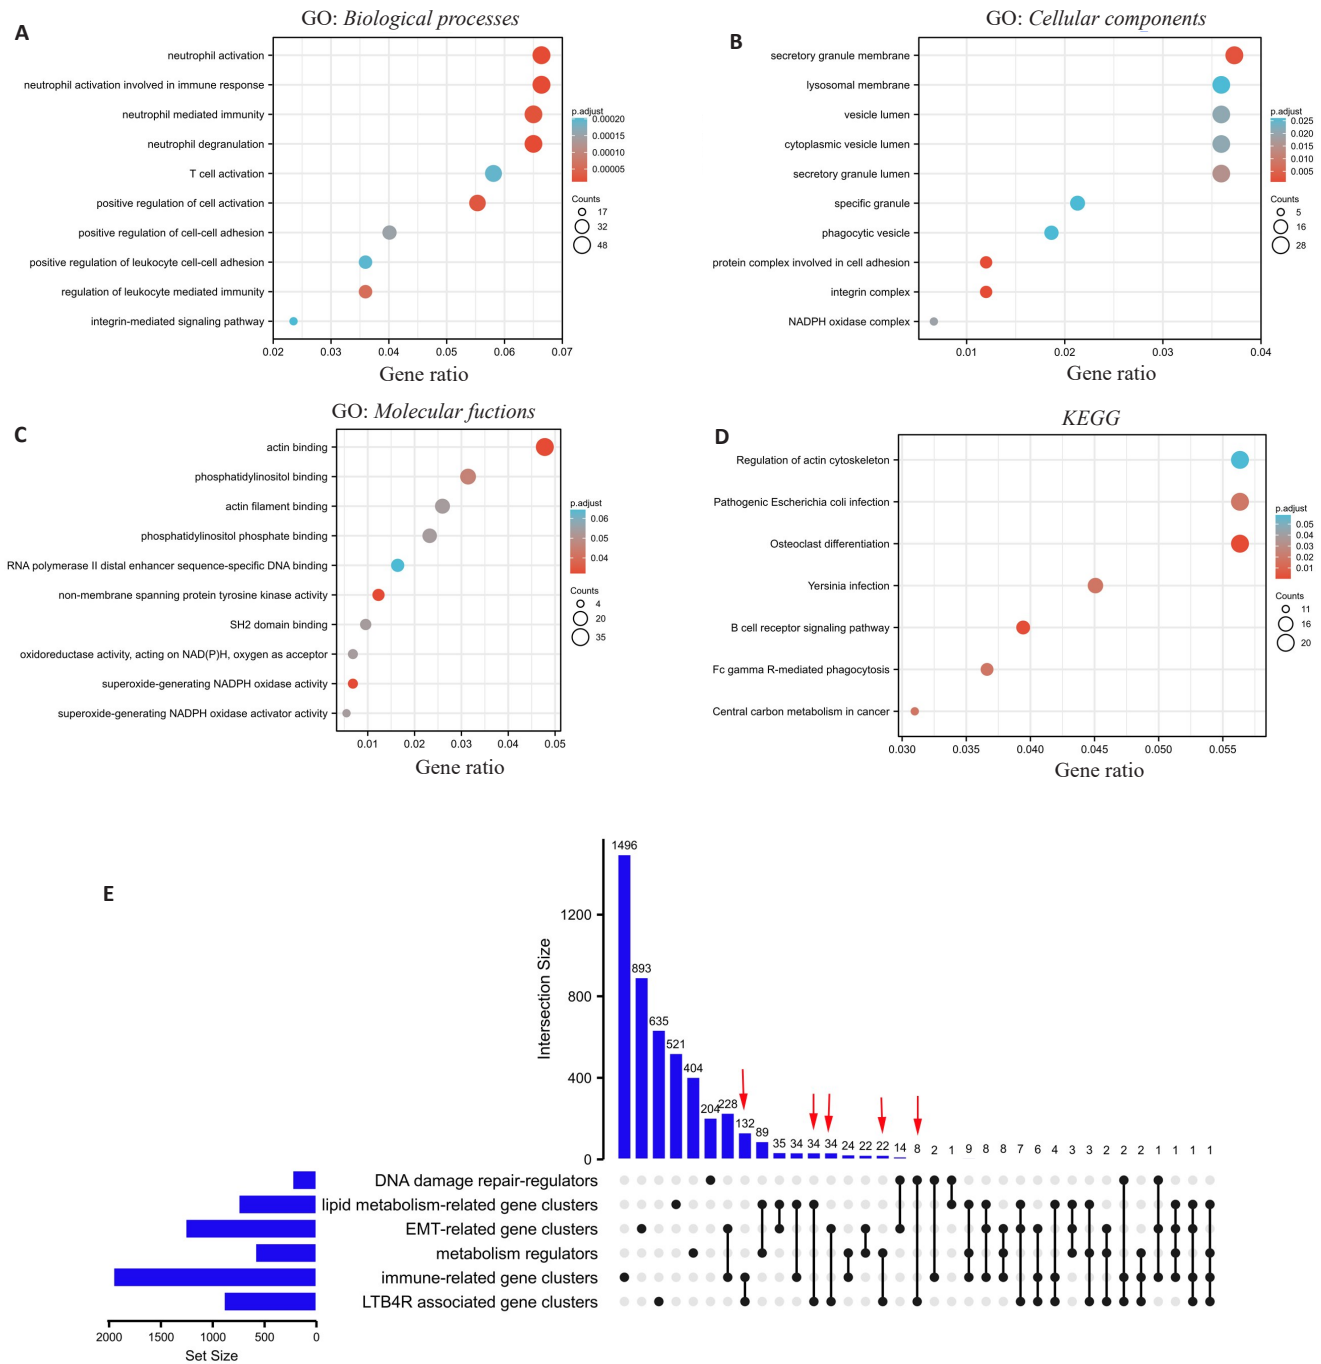 A
GO: Biological processes
neutrophil activation
neutrophil activation involved in immune response
neutrophil mediated immunity
neutrophil degranulation
T cell activation
positive regulation of cell activation
positive regulation of cell-cell adhesion
positive regulation of leukocyte cell-cell adhesion
regulation of leukocyte mediated immunity
integrin-mediated signaling pathway
0.02 0.03 0.04 0.05 0.06 0.07
Gene ratio
p.adjust
0.00020
0.00015
0.00010
0.00005
Counts
17
32
48
B
GO: Cellular components
secretory granule membrane
lysosomal membrane
vesicle lumen
cytoplasmic vesicle lumen
secretory granule lumen
specific granule
phagocytic vesicle
protein complex involved in cell adhesion
integrin complex
NADPH oxidase complex
0.01 0.02 0.03 0.04
Gene ratio
p.adjust
0.025
0.020
0.015
0.010
0.005
Counts
5
16
28
C
GO: Molecular fuctions
actin binding
phosphatidylinositol binding
actin filament binding
phosphatidylinositol phosphate binding
RNA polymerase II distal enhancer sequence-specific DNA binding
non-membrane spanning protein tyrosine kinase activity
SH2 domain binding
oxidoreductase activity, acting on NAD(P)H, oxygen as acceptor
superoxide-generating NADPH oxidase activity
superoxide-generating NADPH oxidase activator activity
0.01 0.02 0.03 0.04 0.05
Gene ratio
p.adjust
0.06
0.05
0.04
Counts
4
20
35
D
KEGG
Regulation of actin cytoskeleton
Pathogenic Escherichia coli infection
Osteoclast differentiation
Yersinia infection
B cell receptor signaling pathway
Fc gamma R-mediated phagocytosis
Central carbon metabolism in cancer
0.030 0.035 0.040 0.045 0.050 0.055
Gene ratio
p.adjust
0.05
0.04
0.03
0.02
0.01
Counts
11
16
20
E
Intersection Size
1200
800
400
0
1496 893 635 521 404 204 228 132 89 35 34 34 34 24 22 22 14 8 2 1 9 8 8 7 6 4 3 3 2 2 2 1 1 1 1
DNA damage repair-regulators
lipid metabolism-related gene clusters
EMT-related gene clusters
metabolism regulators
immune-related gene clusters
LTB4R associated gene clusters
2000 1500 1000 500 0
Set Size